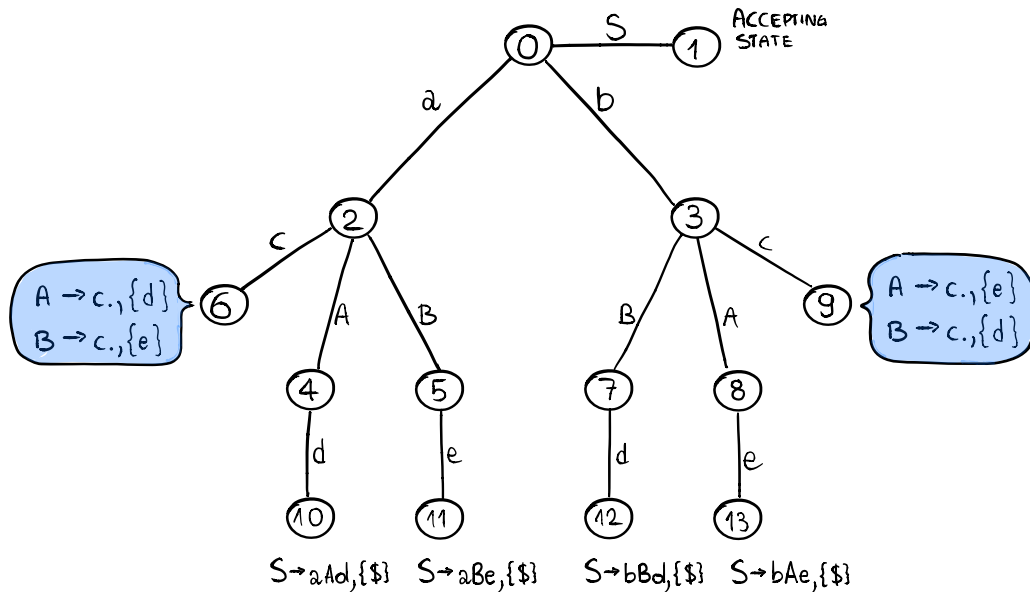 S
ACCEPTING
STATE
0
1
a
b
2
3
c
A
B
B
A
c
A → c., {d}
B → c., {e}
6
9
A → c., {e}
B → c., {d}
4
5
7
8
d
e
d
e
10
11
12
13
S → aAd, {$}
S → aBe, {$}
S → bBd, {$}
S → bAe, {$}